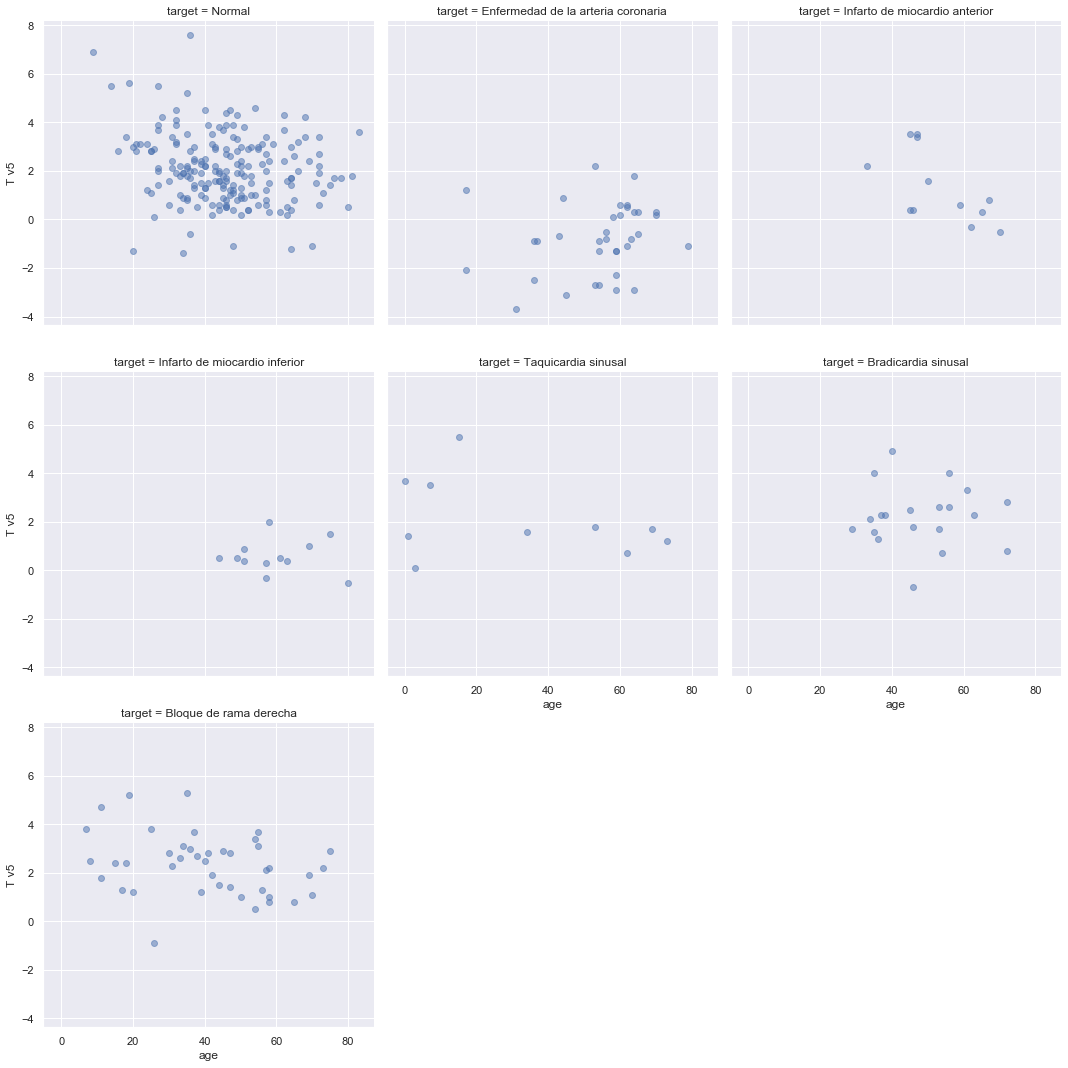 target = Normal
target = Enfermedad de la arteria coronaria
target = Infarto de miocardio anterior
8
6
4
2
0
−2
−4
T v5
target = Infarto de miocardio inferior
target = Taquicardia sinusal
target = Bradicardia sinusal
8
6
4
2
0
−2
−4
T v5
0 20 40 60 80
age
0 20 40 60 80
age
target = Bloque de rama derecha
8
6
4
2
0
−2
−4
T v5
0 20 40 60 80
age